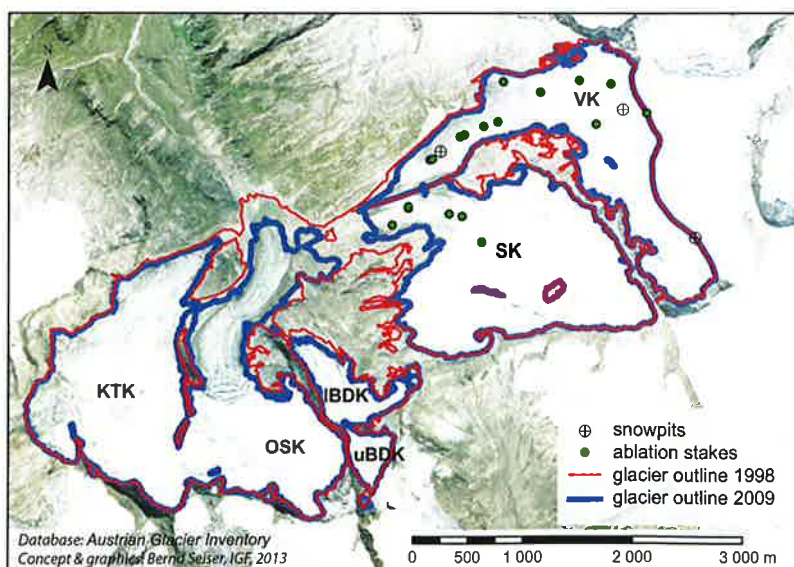 N
VK
SK
KTK
lBDK
OSK
uBDK
snowpits
ablation stakes
glacier outline 1998
glacier outline 2009
Database: Austrian Glacier Inventory
Concept & graphics: Bernd Seiser, IGF, 2013
0 500 1 000 2 000 3 000 m